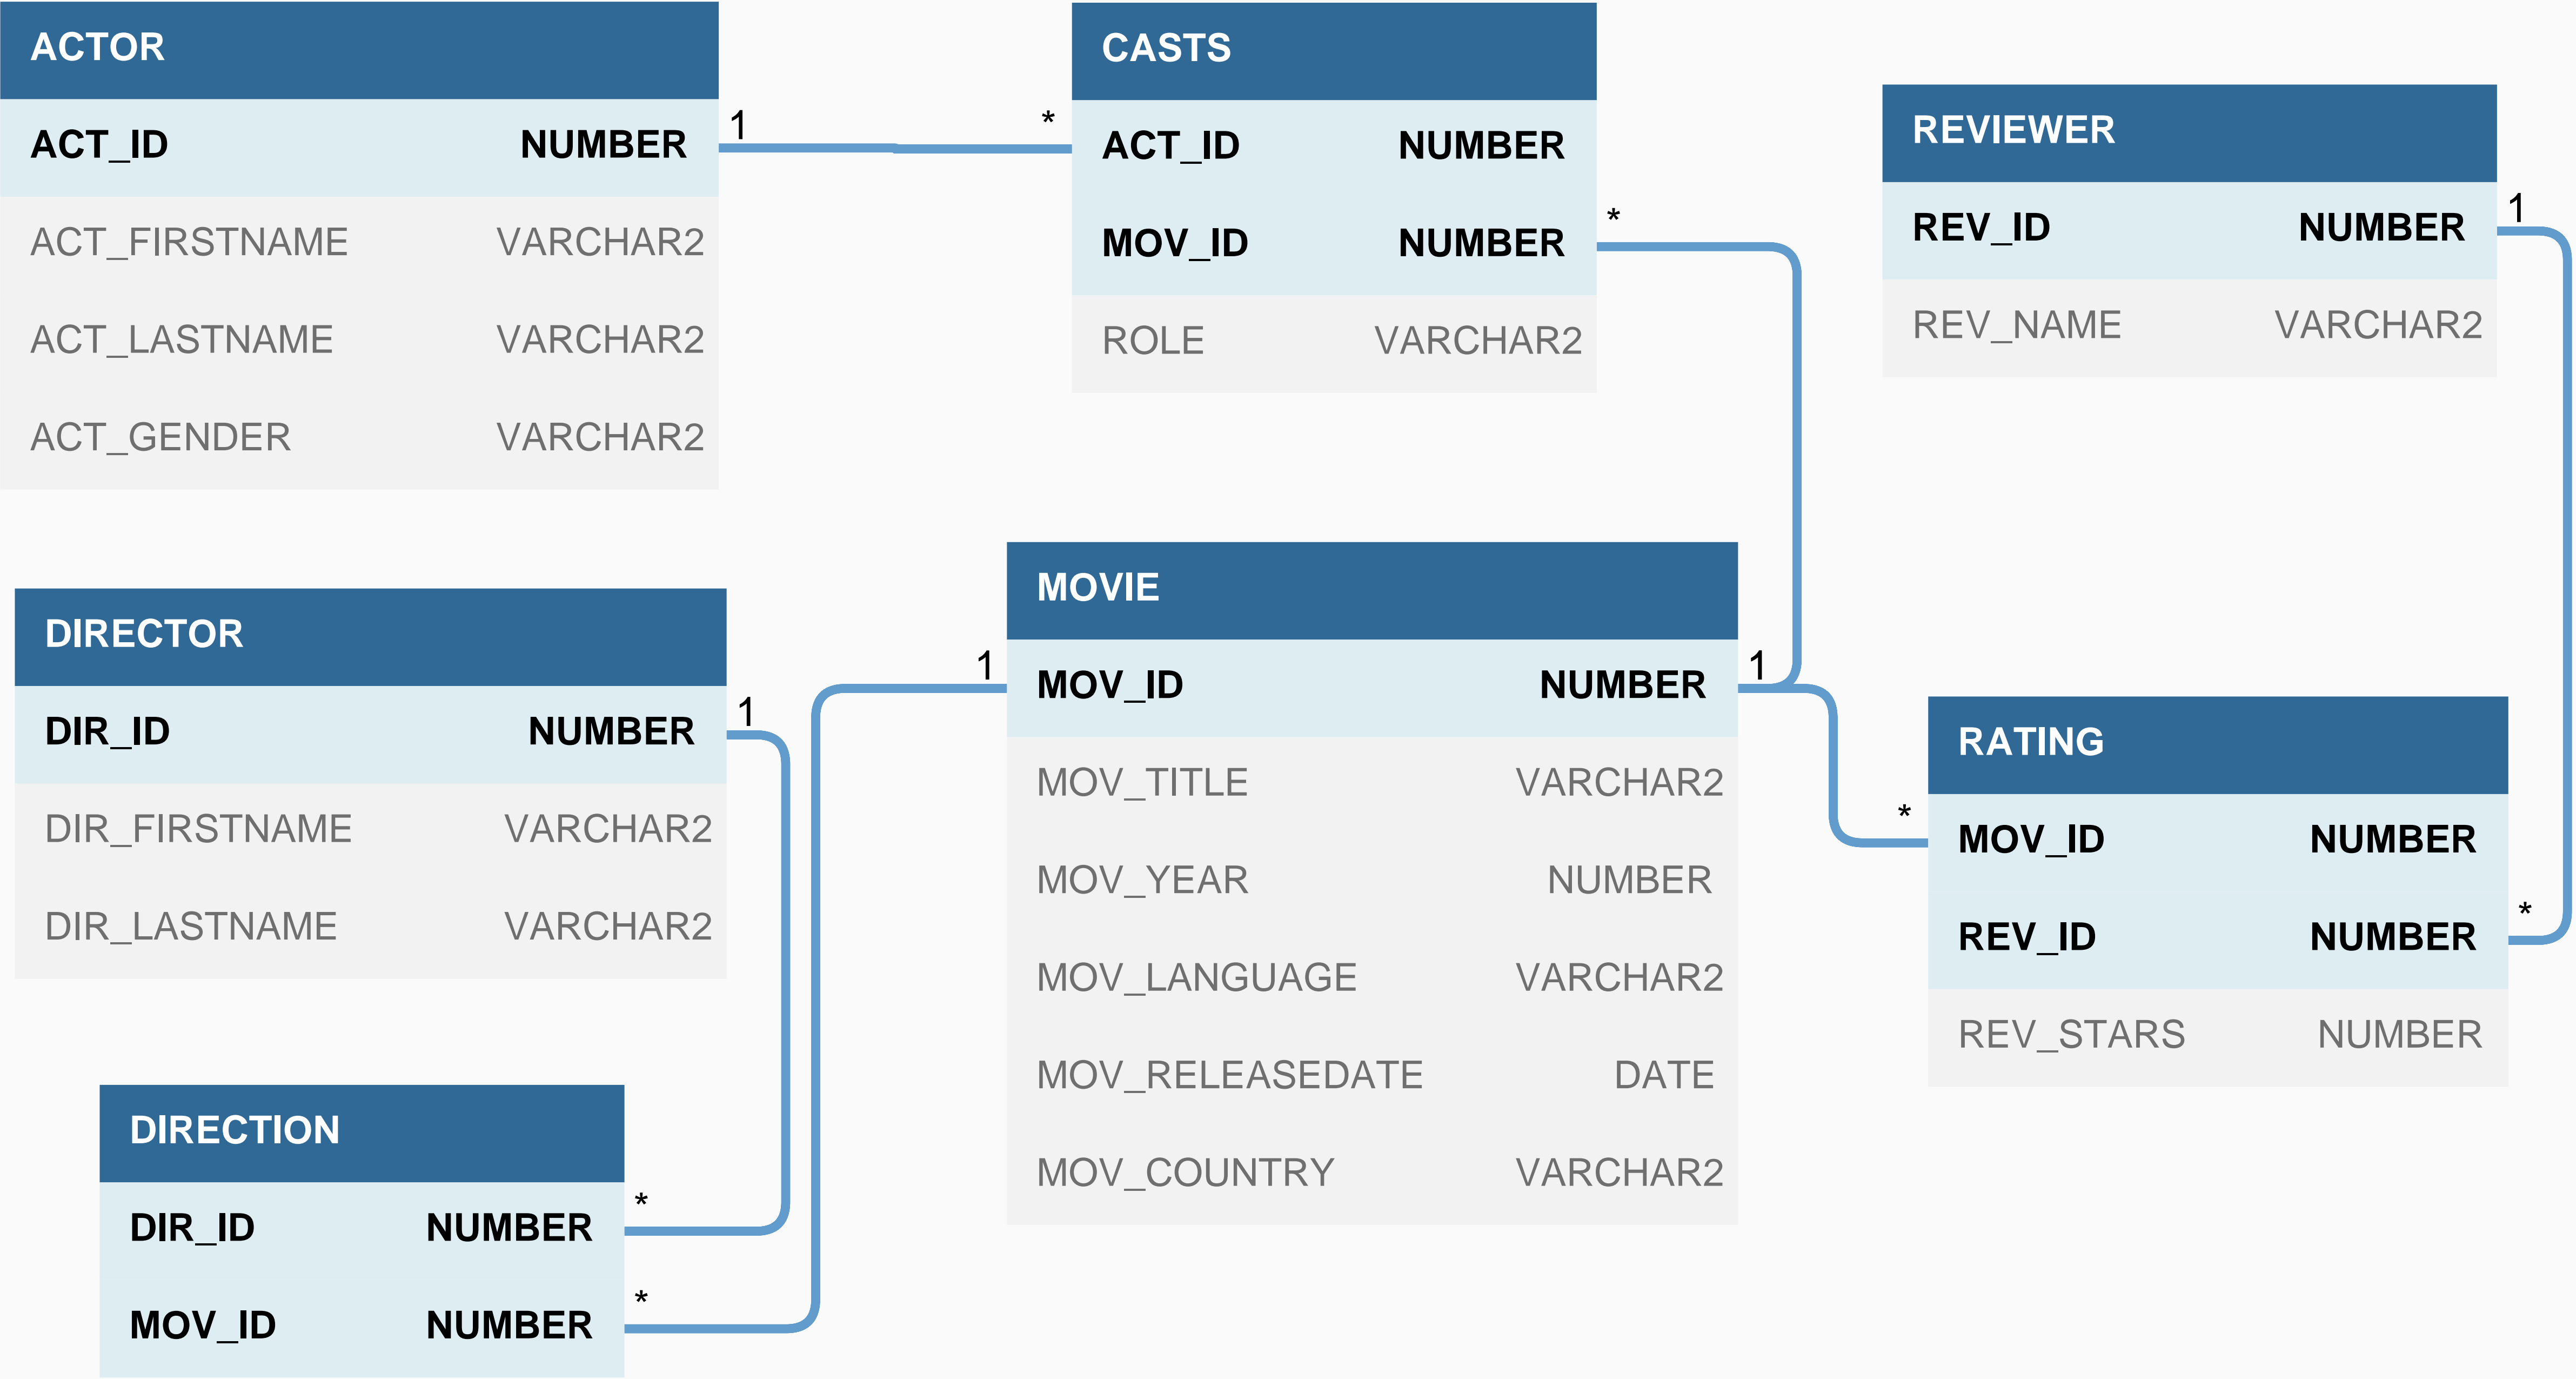 ACTOR
ACT_ID NUMBER
ACT_FIRSTNAME VARCHAR2
ACT_LASTNAME VARCHAR2
ACT_GENDER VARCHAR2
1 *
CASTS
ACT_ID NUMBER
MOV_ID NUMBER
ROLE VARCHAR2
*
REVIEWER
REV_ID NUMBER
REV_NAME VARCHAR2
1
DIRECTOR
DIR_ID NUMBER
DIR_FIRSTNAME VARCHAR2
DIR_LASTNAME VARCHAR2
1
1
MOVIE
MOV_ID NUMBER
MOV_TITLE VARCHAR2
MOV_YEAR NUMBER
MOV_LANGUAGE VARCHAR2
MOV_RELEASEDATE DATE
MOV_COUNTRY VARCHAR2
1
*
RATING
MOV_ID NUMBER
REV_ID NUMBER
REV_STARS NUMBER
*
DIRECTION
DIR_ID NUMBER
MOV_ID NUMBER
*
*